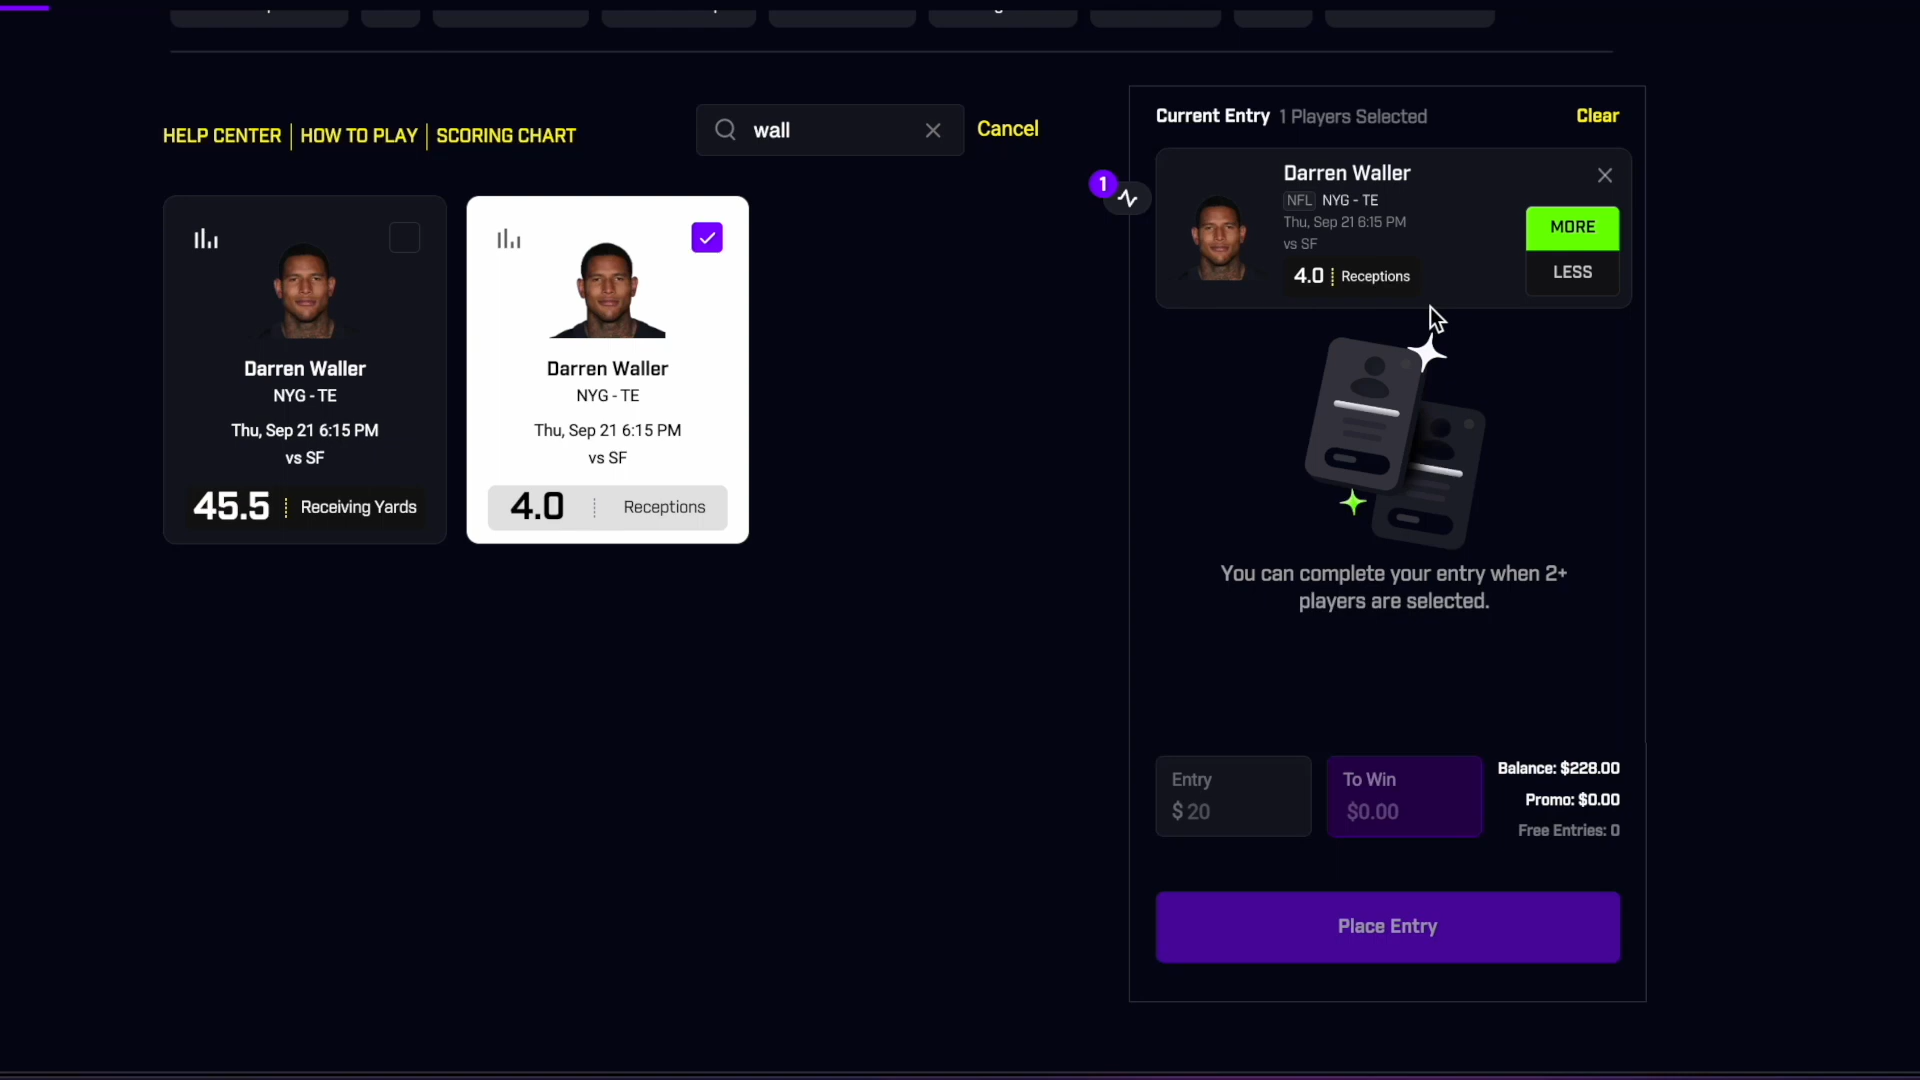 HELP CENTER | HOW TO PLAY | SCORING CHART
wall
Cancel
Darren Waller
NYG - TE
Thu, Sep 21 6:15 PM
vs SF
45.5 Receiving Yards
Darren Waller
NYG - TE
Thu, Sep 21 6:15 PM
vs SF
4.0 Receptions
Current Entry 1 Players Selected Clear
1
Darren Waller
NFL NYG - TE
Thu, Sep 21 6:15 PM
vs SF
4.0 Receptions
MORE
LESS
You can complete your entry when 2+
players are selected.
Entry
$ 20
To Win
$0.00
Balance: $228.00
Promo: $0.00
Free Entries: 0
Place Entry